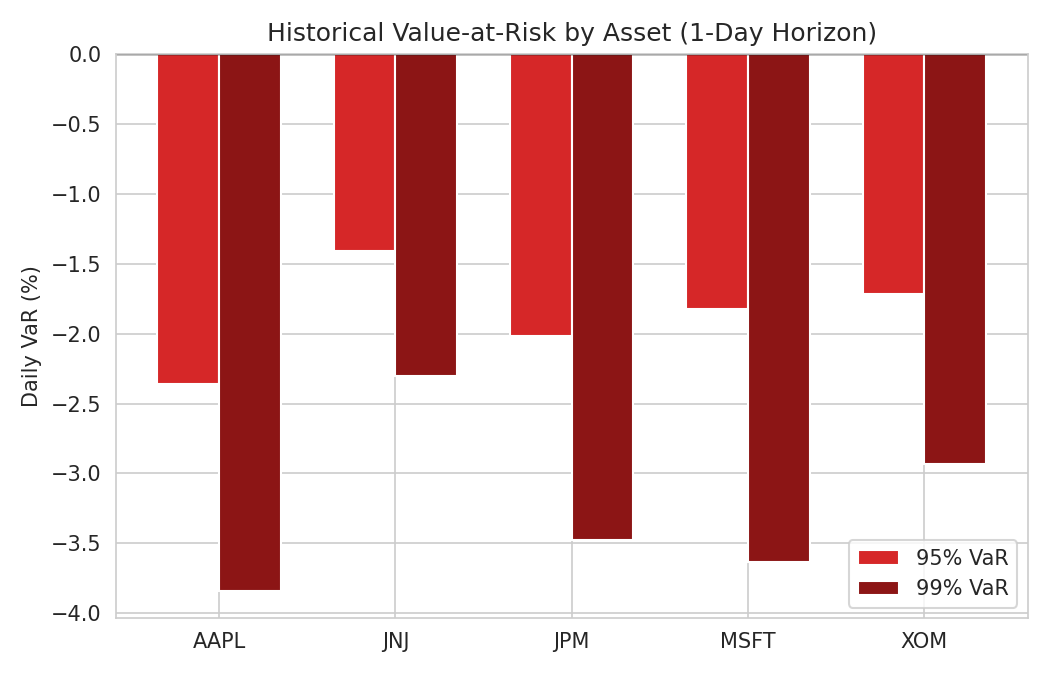 Historical Value-at-Risk by Asset (1-Day Horizon)
Daily VaR (%)
0.0
−0.5
−1.0
−1.5
−2.0
−2.5
−3.0
−3.5
−4.0
AAPL
JNJ
JPM
MSFT
XOM
95% VaR
99% VaR